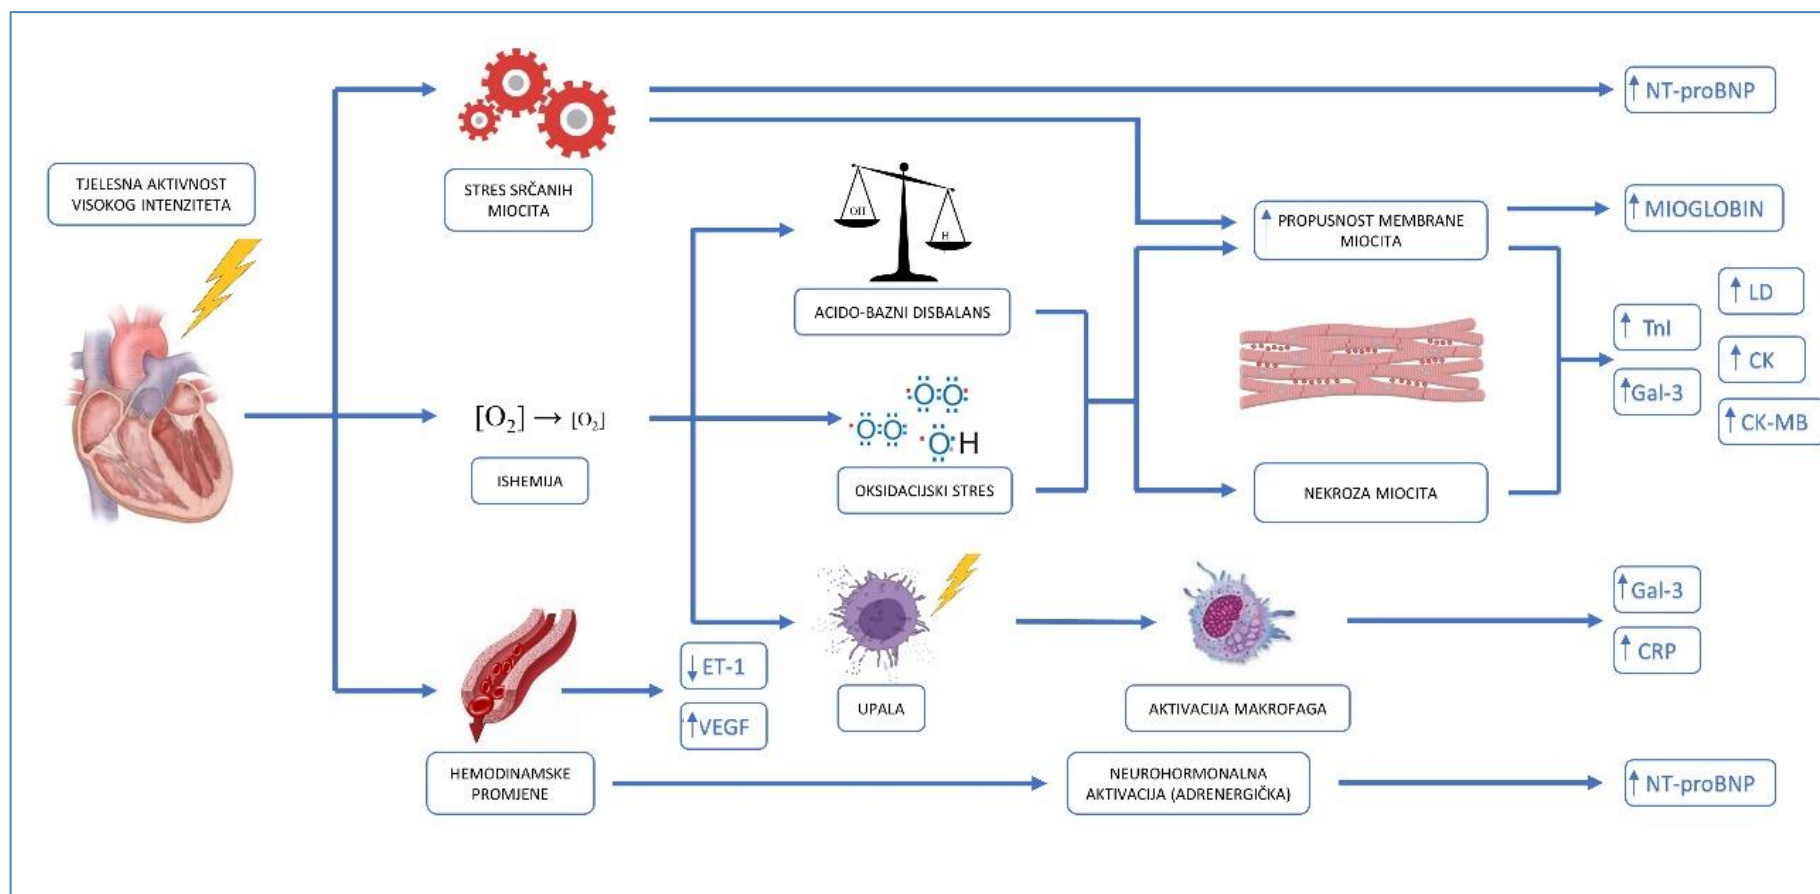 ↑ NT-proBNP
TJELESNA AKTIVNOST
VISOKOG INTENZITETA
STRES SRČANIH
MIOCITA
OH
H
↑ PROPUSNOST MEMBRANE
MIOCITA
↑ MIOGLOBIN
ACIDO-BAZNI DISBALANS
↑ LD
↑ TnI
↑ CK
↑Gal-3
↑ CK-MB
[O₂] → [O₂]
ISHEMIJA
·O:O·
·O:O
·O:H
OKSIDACIJSKI STRES
NEKROZA MIOCITA
↓ ET-1
↑VEGF
UPALA
AKTIVACIJA MAKROFAGA
↑Gal-3
↑ CRP
HEMODINAMSKE
PROMJENE
NEUROHORMONALNA
AKTIVACIJA (ADRENERGIČKA)
↑ NT-proBNP